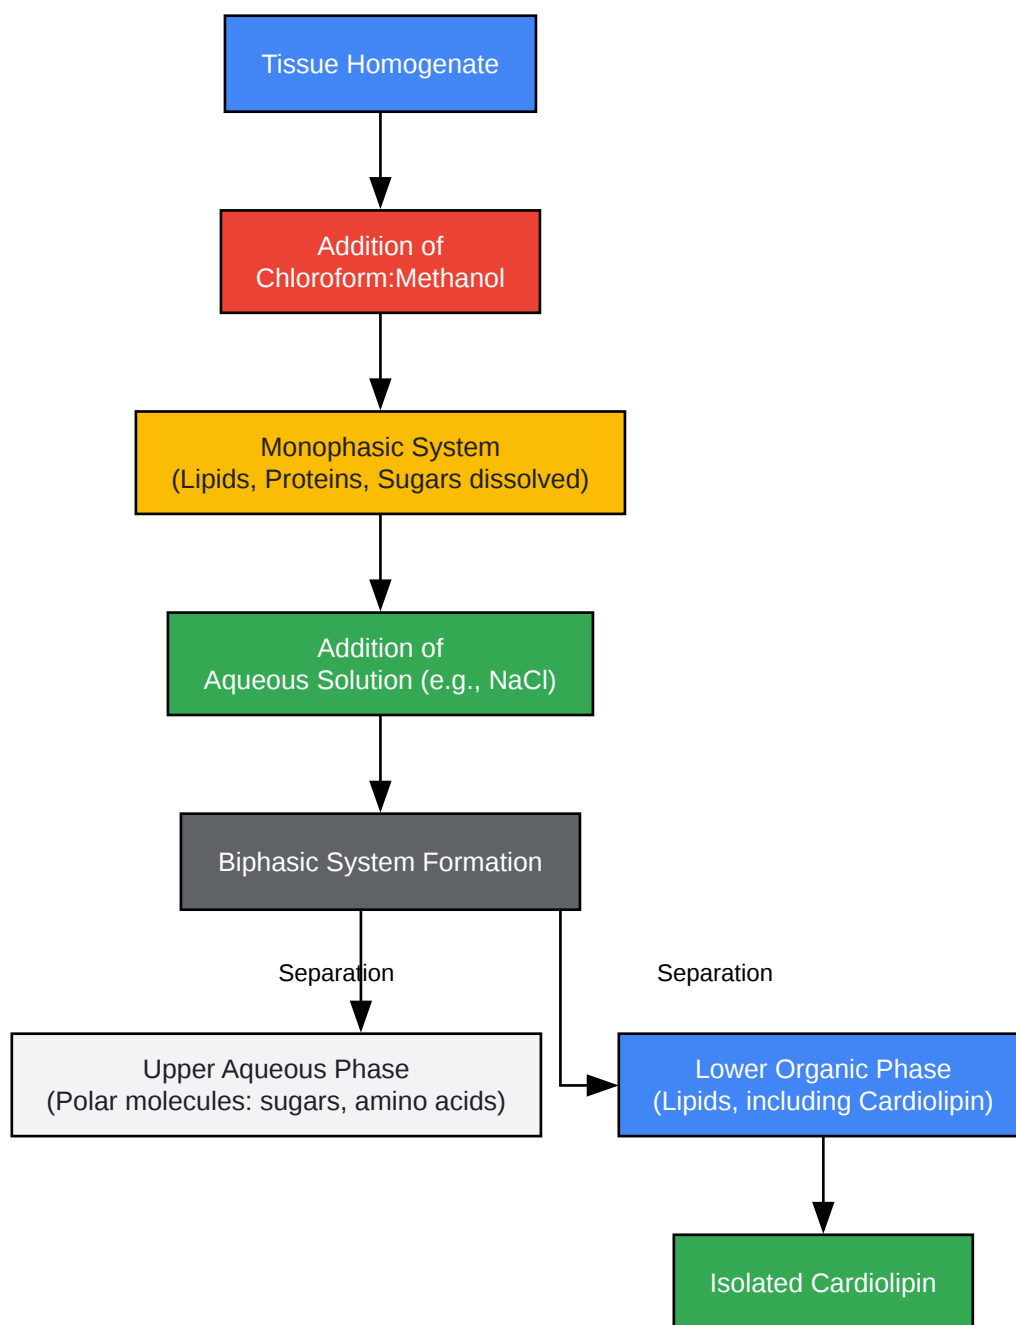 Tissue Homogenate
Addition of
Chloroform:Methanol
Monophasic System
(Lipids, Proteins, Sugars dissolved)
Addition of
Aqueous Solution (e.g., NaCl)
Biphasic System Formation
Separation
Separation
Upper Aqueous Phase
(Polar molecules: sugars, amino acids)
Lower Organic Phase
(Lipids, including Cardiolipin)
Isolated Cardiolipin